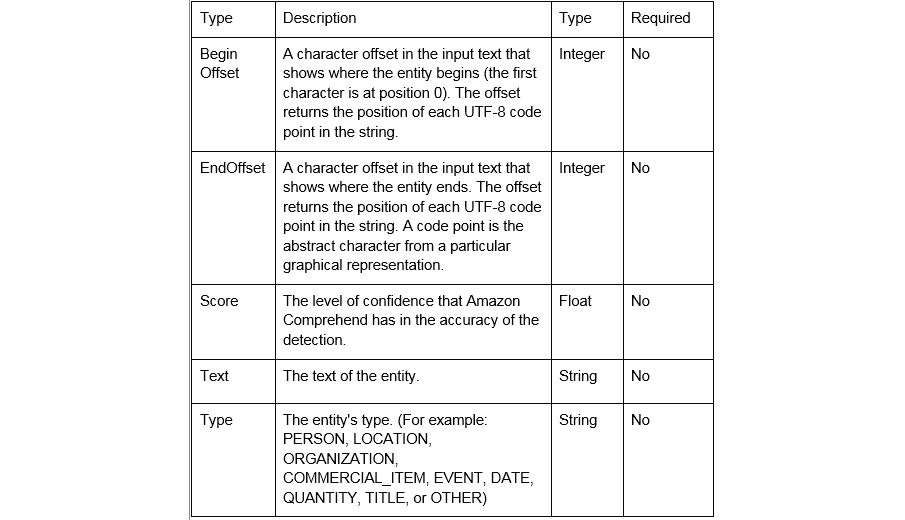 Type Description Type Required
Begin A character offset in the input text that Integer No
Offset shows where the entity begins (the first
character is at position 0). The offset
returns the position of each UTF-8 code
point in the string.
EndOffset A character offset in the input text that Integer No
shows where the entity ends. The offset
returns the position of each UTF-8 code
point in the string. A code point is the
abstract character from a particular
graphical representation.
Score The level of confidence that Amazon Float No
Comprehend has in the accuracy of the
detection.
Text The text of the entity. String No
Type The entity's type. (For example: String No
PERSON, LOCATION,
ORGANIZATION,
COMMERCIAL_ITEM, EVENT, DATE,
QUANTITY, TITLE, or OTHER)